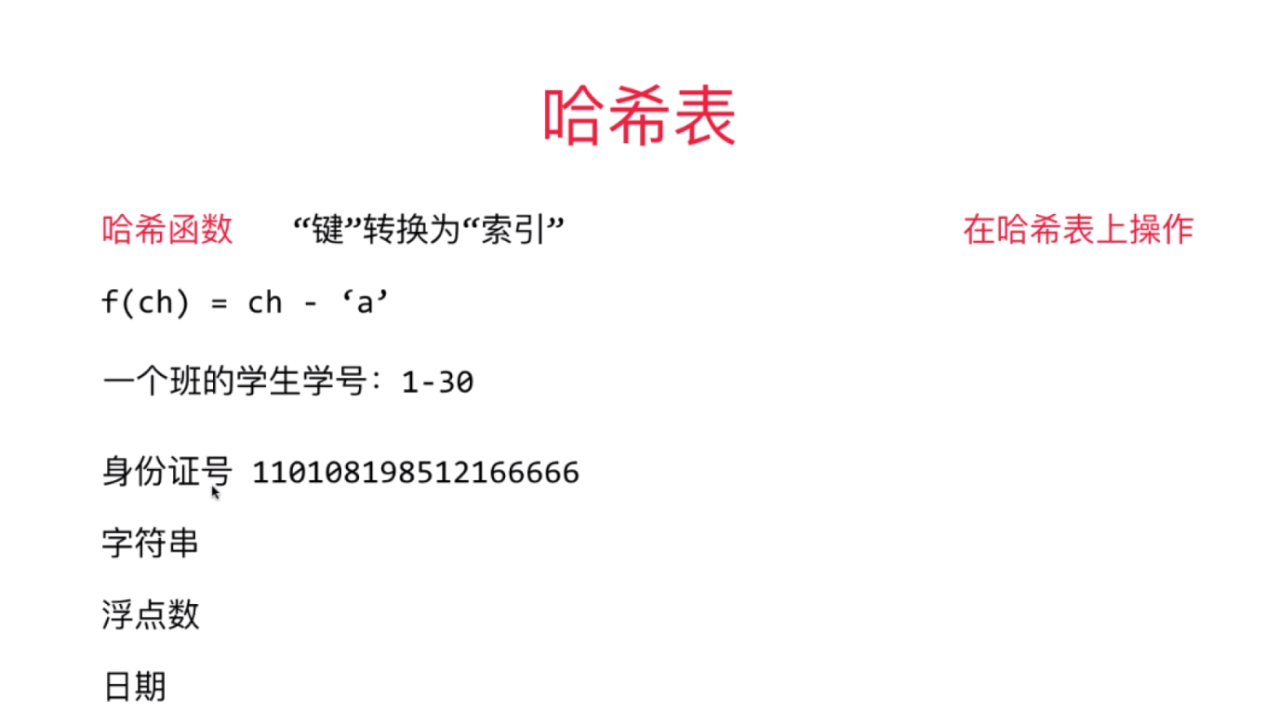 哈希表
哈希函数 “键”转换为“索引” 在哈希表上操作
f(ch) = ch - ‘a’
一个班的学生学号：1-30
身份证号 110108198512166666
字符串
浮点数
日期